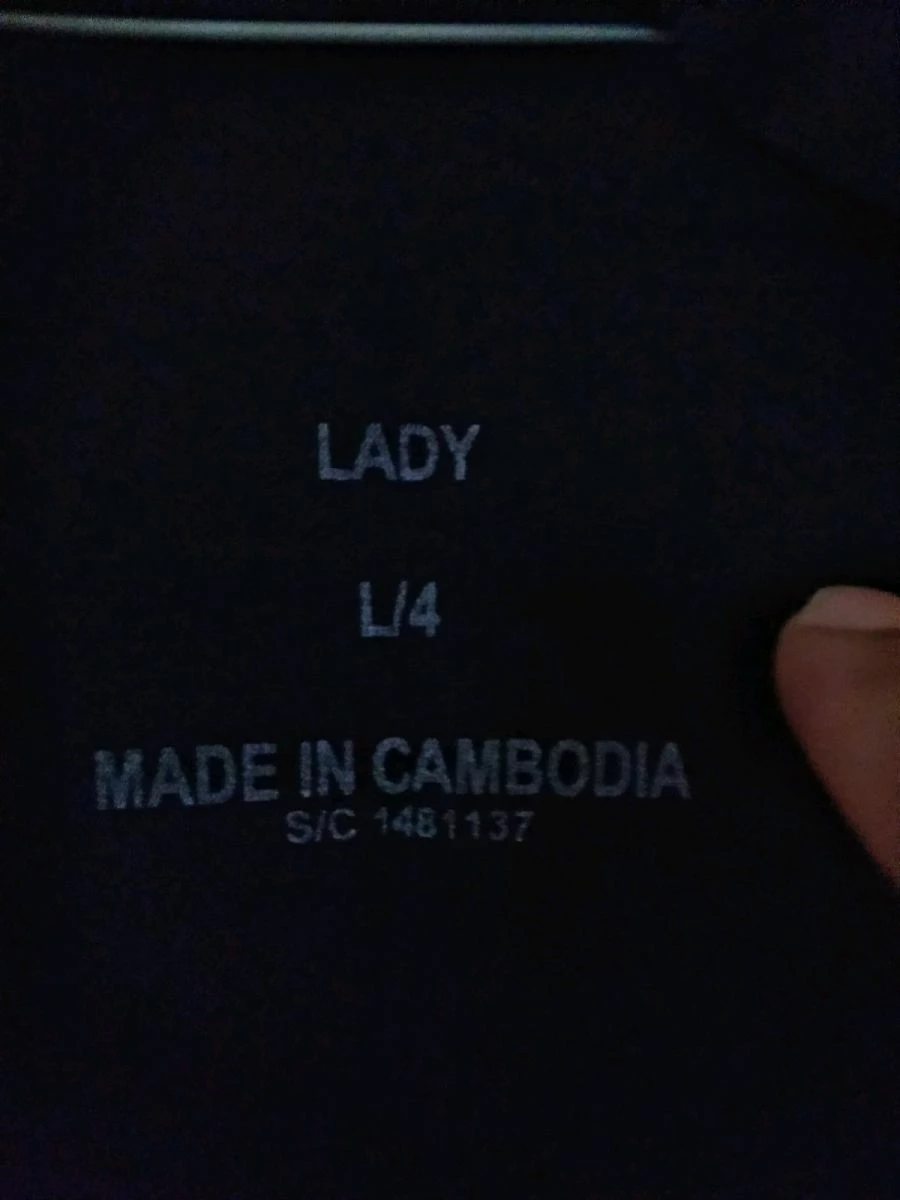 LADY
L/4
MADE IN CAMBODIA
S/C 1481137